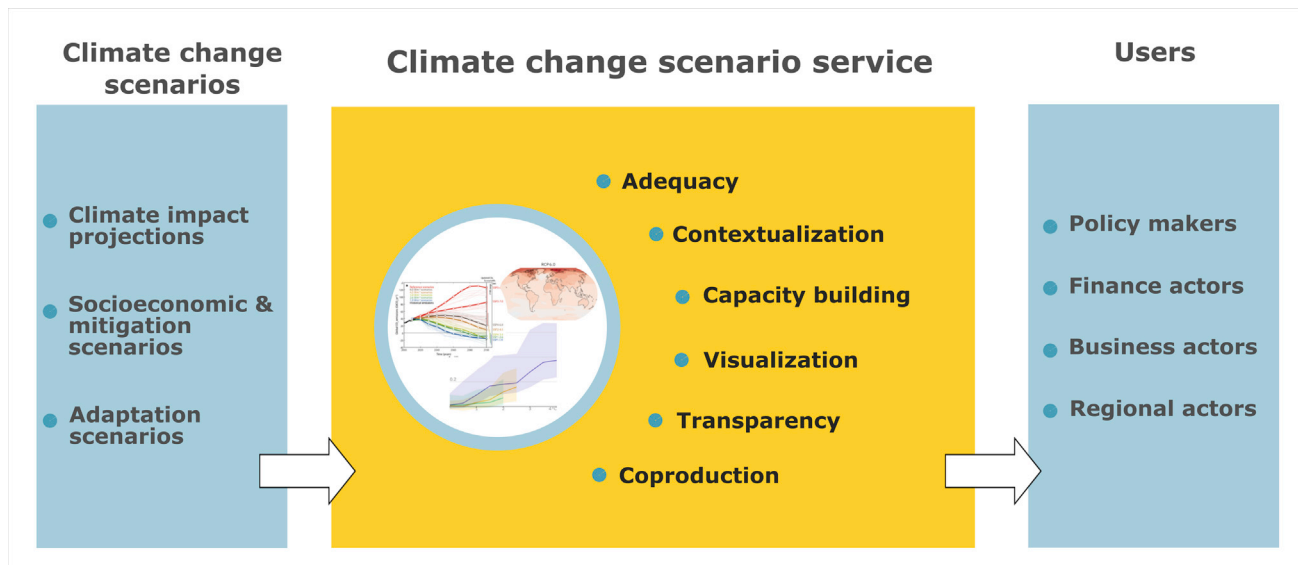 Climate change
scenarios
Climate change scenario service
Users
Climate impact
projections
Socioeconomic &
mitigation
scenarios
Adaptation
scenarios
Adequacy
Contextualization
Capacity building
Visualization
Transparency
Coproduction
Policy makers
Finance actors
Business actors
Regional actors